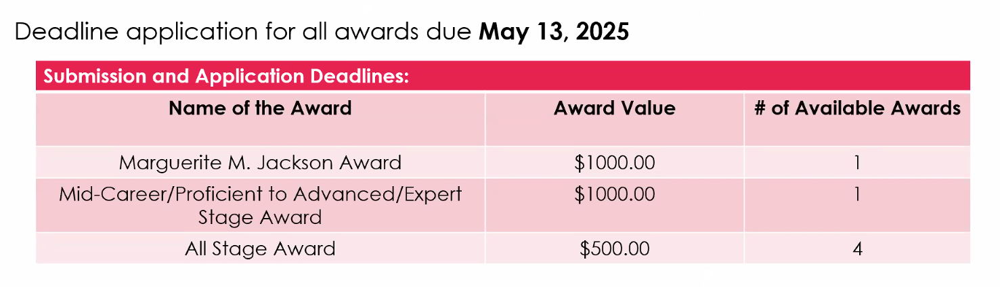 Deadline application for all awards due May 13, 2025
Submission and Application Deadlines:
Name of the Award Award Value # of Available Awards
Marguerite M. Jackson Award $1000.00 1
Mid-Career/Proficient to Advanced/Expert $1000.00 1
Stage Award
All Stage Award $500.00 4